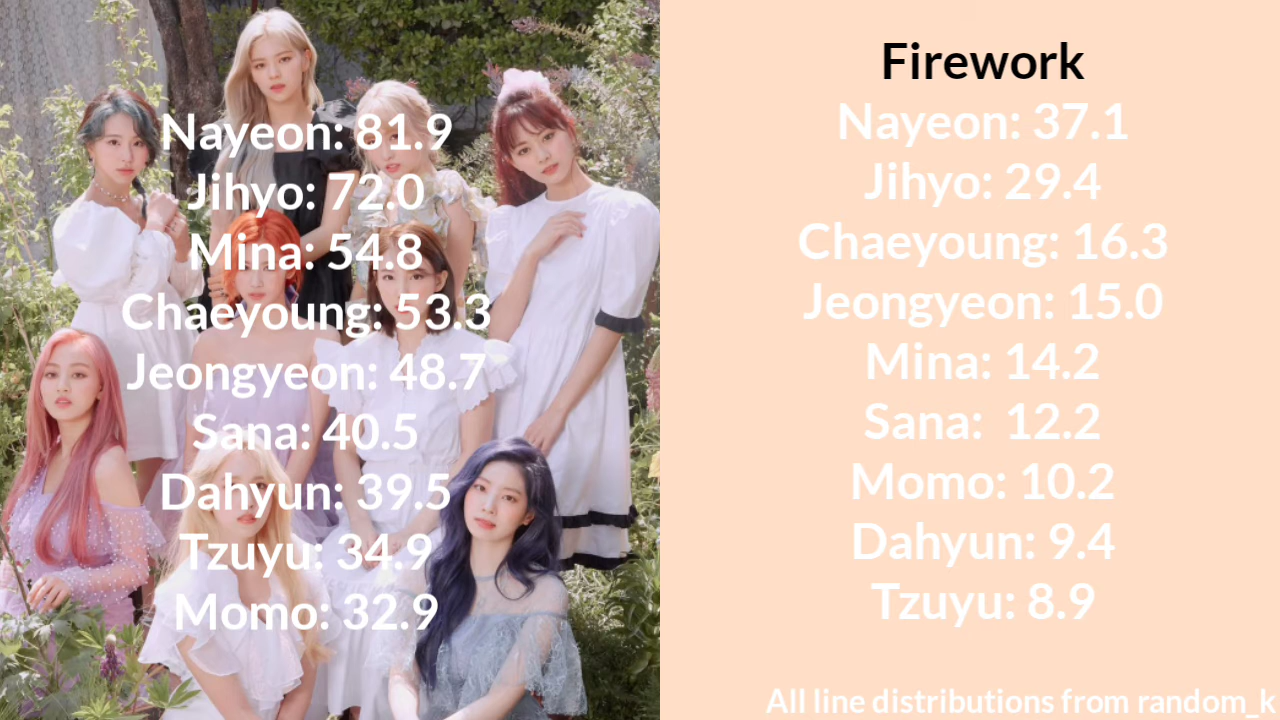 Nayeon: 81.9
Jihyo: 72.0
Mina: 54.8
Chaeyoung: 53.3
Jeongyeon: 48.7
Sana: 40.5
Dahyun: 39.5
Tzuyu: 34.9
Momo: 32.9
Firework
Nayeon: 37.1
Jihyo: 29.4
Chaeyoung: 16.3
Jeongyeon: 15.0
Mina: 14.2
Sana: 12.2
Momo: 10.2
Dahyun: 9.4
Tzuyu: 8.9
All line distributions from random_k